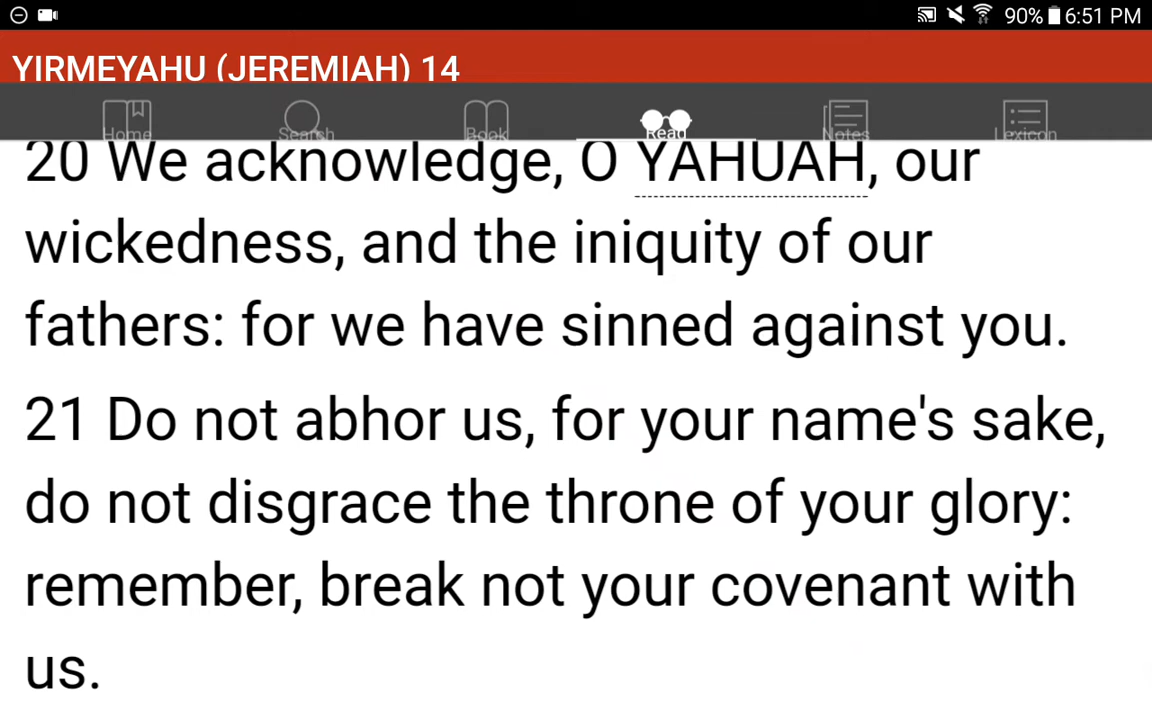 90% 6:51 PM
YIRMEYAHU (JEREMIAH) 14
Home Search Book Read Notes Lexicon
20 We acknowledge, O YAHUAH, our
wickedness, and the iniquity of our
fathers: for we have sinned against you.
21 Do not abhor us, for your name's sake,
do not disgrace the throne of your glory:
remember, break not your covenant with
us.